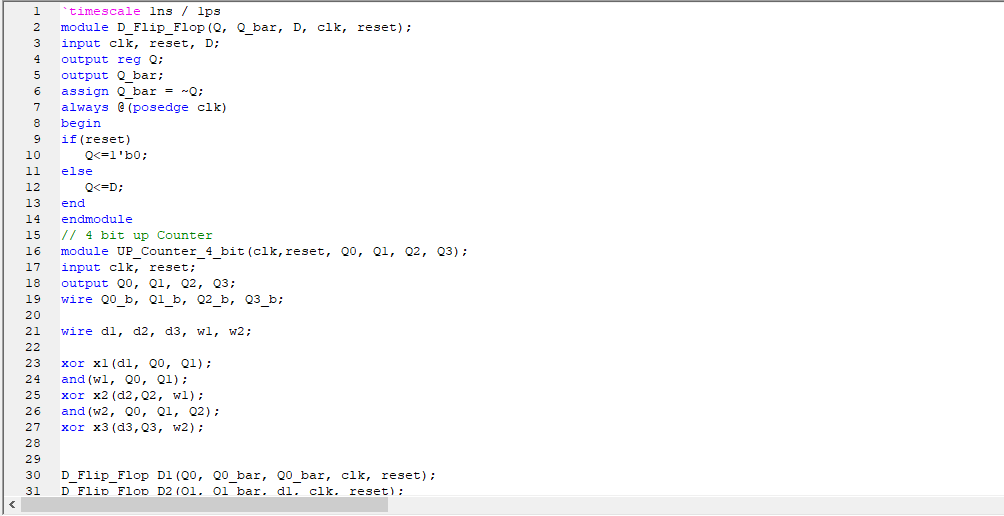 1 `timescale 1ns / 1ps
2 module D_Flip_Flop(Q, Q_bar, D, clk, reset);
3 input clk, reset, D;
4 output reg Q;
5 output Q_bar;
6 assign Q_bar = ~Q;
7 always @(posedge clk)
8 begin
9 if(reset)
10 Q<=1'b0;
11 else
12 Q<=D;
13 end
14 endmodule
15 // 4 bit up Counter
16 module UP_Counter_4_bit(clk,reset, Q0, Q1, Q2, Q3);
17 input clk, reset;
18 output Q0, Q1, Q2, Q3;
19 wire Q0_b, Q1_b, Q2_b, Q3_b;
20
21 wire d1, d2, d3, w1, w2;
22
23 xor x1(d1, Q0, Q1);
24 and(w1, Q0, Q1);
25 xor x2(d2,Q2, w1);
26 and(w2, Q0, Q1, Q2);
27 xor x3(d3,Q3, w2);
28
29
30 D_Flip_Flop D1(Q0, Q0_bar, Q0_bar, clk, reset);
31 D_Flip_Flop D2(Q1, Q1_bar, d1, clk, reset);